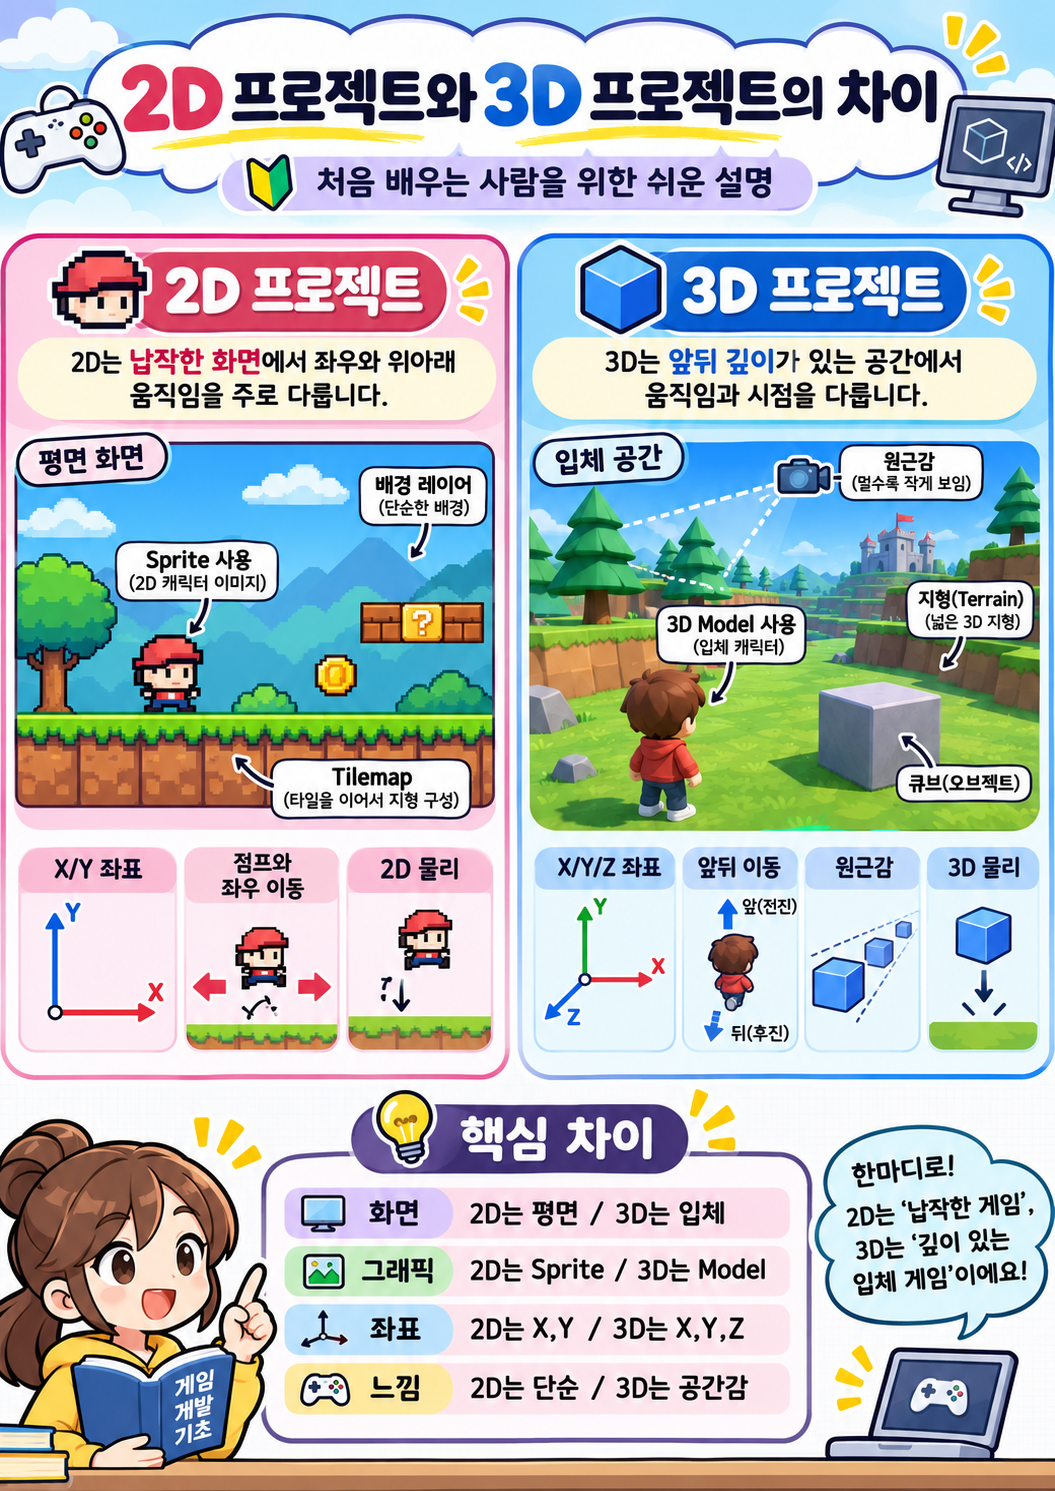 2D 프로젝트와 3D 프로젝트의 차이
처음 배우는 사람을 위한 쉬운 설명
</>
2D 프로젝트
2D는 납작한 화면에서 좌우와 위아래
움직임을 주로 다룹니다.
평면 화면
배경 레이어
(단순한 배경)
Sprite 사용
(2D 캐릭터 이미지)
?
Tilemap
(타일을 이어서 지형 구성)
X/Y 좌표
Y
X
점프와
좌우 이동
2D 물리
3D 프로젝트
3D는 앞뒤 깊이가 있는 공간에서
움직임과 시점을 다룹니다.
입체 공간
원근감
(멀수록 작게 보임)
3D Model 사용
(입체 캐릭터)
지형(Terrain)
(넓은 3D 지형)
큐브(오브젝트)
X/Y/Z 좌표
Y
X
Z
앞뒤 이동
앞(전진)
뒤(후진)
원근감
3D 물리
핵심 차이
화면 2D는 평면 / 3D는 입체
그래픽 2D는 Sprite / 3D는 Model
좌표 2D는 X,Y / 3D는 X,Y,Z
느낌 2D는 단순 / 3D는 공간감
한마디로!
2D는 '납작한 게임',
3D는 '깊이 있는
입체 게임'이에요!
게임
개발
기초